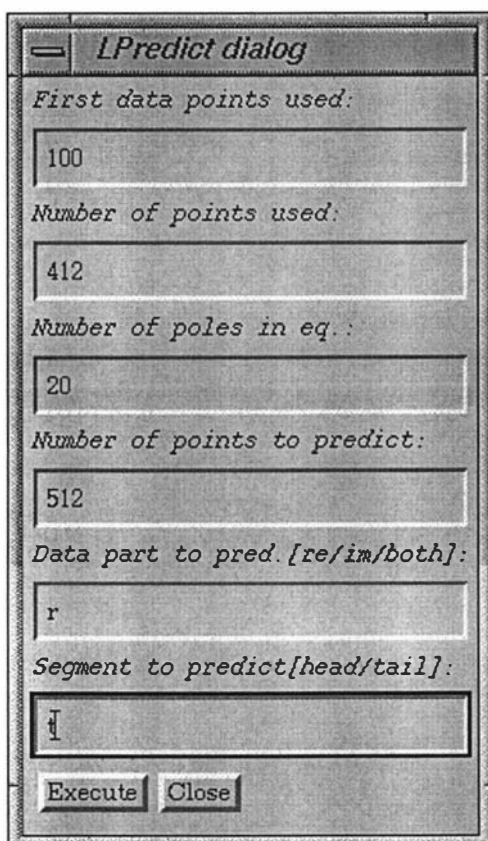 LPredict dialog
First data points used:
100
Number of points used:
412
Number of poles in eq.:
20
Number of points to predict:
512
Data part to pred.[re/im/both]:
r
Segment to predict[head/tail]:
t
Execute Close